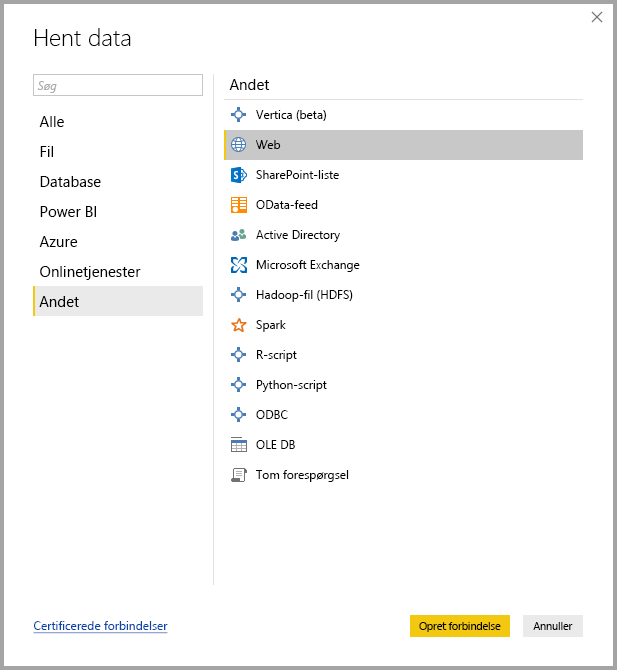 Hent data
Søg
Alle
Fil
Database
Power BI
Azure
Onlinetjenester
Andet
Andet
Vertica (beta)
Web
SharePoint-liste
OData-feed
Active Directory
Microsoft Exchange
Hadoop-fil (HDFS)
Spark
R-script
Python-script
ODBC
OLE DB
Tom forespørgsel
Certificerede forbindelser
Opret forbindelse
Annuller